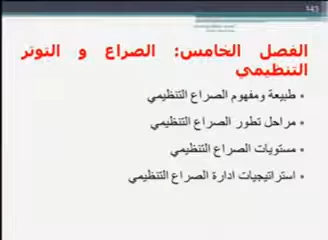 143
الفصل الخامس: الصراع و التوتر
التنظيمي
طبيعة ومفهوم الصراع التنظيمي
مراحل تطور الصراع التنظيمي
مستويات الصراع التنظيمي
استراتيجيات ادارة الصراع التنظيمي